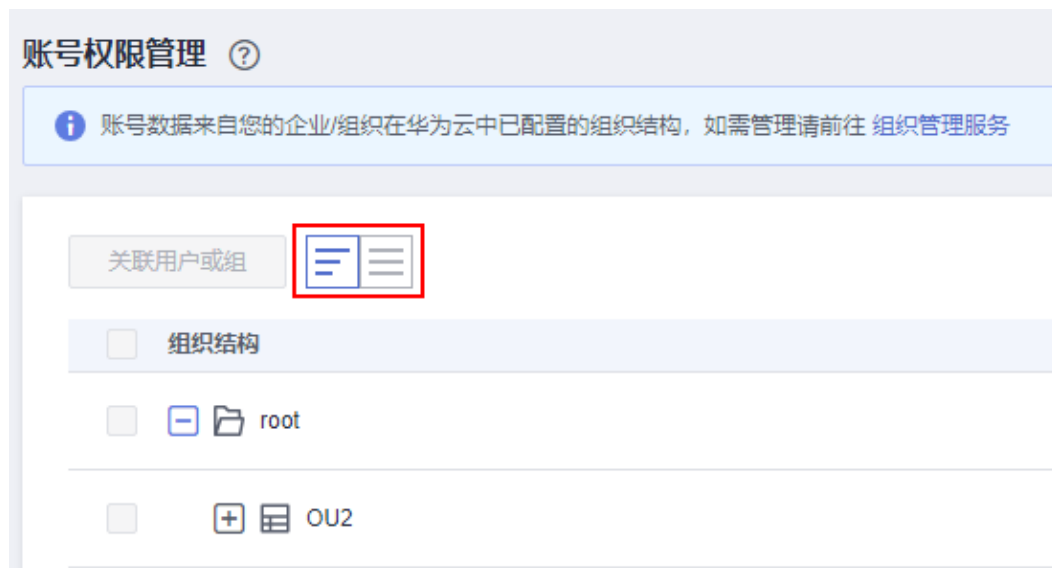 账号权限管理
账号数据来自您的企业/组织在华为云中已配置的组织结构，如需管理请前往 组织管理服务
关联用户或组
组织结构
root
OU2